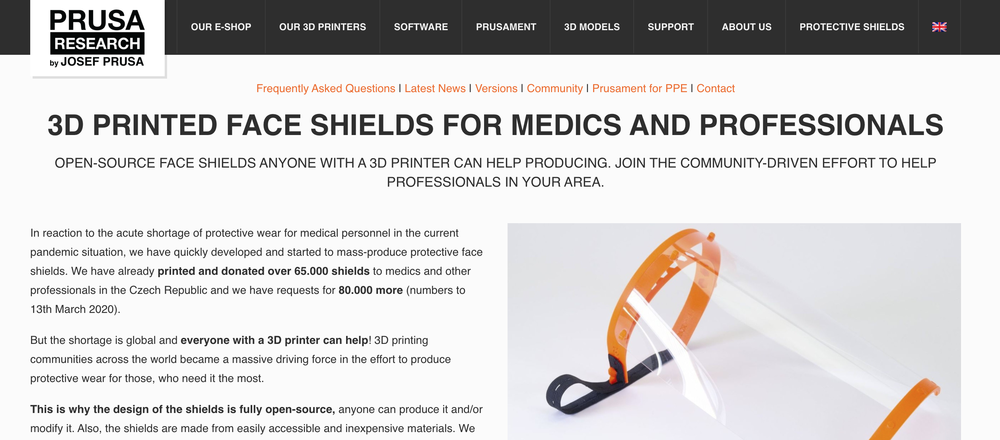 PRUSA
RESEARCH
by JOSEF PRUSA
OUR E-SHOP
OUR 3D PRINTERS
SOFTWARE
PRUSAMENT
3D MODELS
SUPPORT
ABOUT US
PROTECTIVE SHIELDS
Frequently Asked Questions | Latest News | Versions | Community | Prusament for PPE | Contact
3D PRINTED FACE SHIELDS FOR MEDICS AND PROFESSIONALS
OPEN-SOURCE FACE SHIELDS ANYONE WITH A 3D PRINTER CAN HELP PRODUCING. JOIN THE COMMUNITY-DRIVEN EFFORT TO HELP
PROFESSIONALS IN YOUR AREA.
In reaction to the acute shortage of protective wear for medical personnel in the current
pandemic situation, we have quickly developed and started to mass-produce protective face
shields. We have already printed and donated over 65.000 shields to medics and other
professionals in the Czech Republic and we have requests for 80.000 more (numbers to
13th March 2020).
But the shortage is global and everyone with a 3D printer can help! 3D printing
communities across the world became a massive driving force in the effort to produce
protective wear for those, who need it the most.
This is why the design of the shields is fully open-source, anyone can produce it and/or
modify it. Also, the shields are made from easily accessible and inexpensive materials. We